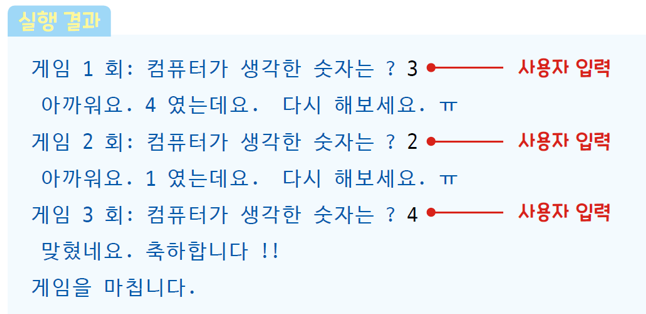 실행 결과
게임 1 회: 컴퓨터가 생각한 숫자는 ? 3 사용자 입력
아까워요. 4 였는데요. 다시 해보세요. ㅠ
게임 2 회: 컴퓨터가 생각한 숫자는 ? 2 사용자 입력
아까워요. 1 였는데요. 다시 해보세요. ㅠ
게임 3 회: 컴퓨터가 생각한 숫자는 ? 4 사용자 입력
맞혔네요. 축하합니다 !!
게임을 마칩니다.